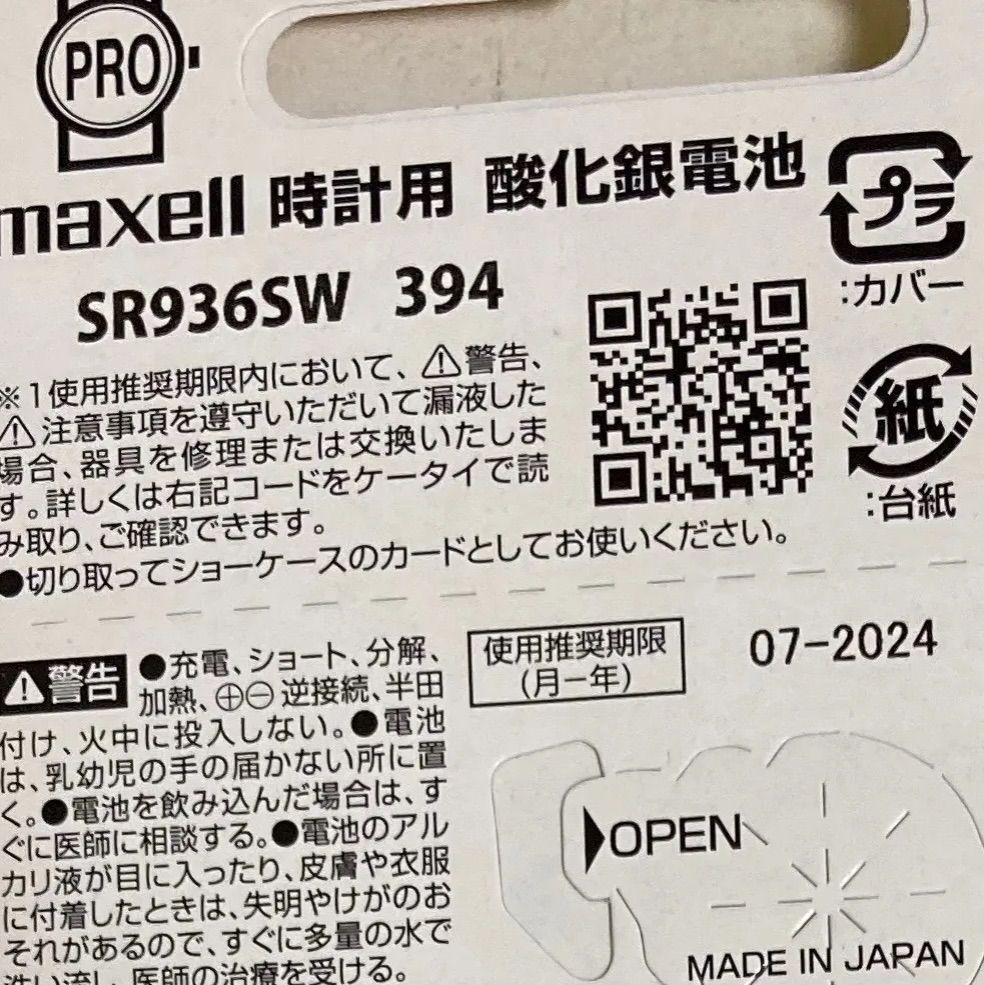 PRO
maxell 時計用 酸化銀電池
プラ
SR936SW 394
:カバー
※1使用推奨期限内において、⚠警告、
⚠注意事項を遵守いただいて漏液した
場合、器具を修理または交換いたしま
す。詳しくは右記コードをケータイで読
み取り、ご確認できます。
紙
:台紙
●切り取ってショーケースのカードとしてお使いください。
⚠警告 ●充電、ショート、分解、
加熱、⊕⊖逆接続、半田
付け、火中に投入しない。●電池
は、乳幼児の手の届かない所に置
く。●電池を飲み込んだ場合は、す
ぐに医師に相談する。●電池のアル
カリ液が目に入ったり、皮膚や衣服
に付着したときは、失明やけがのお
それがあるので、すぐに多量の水で
洗い流し、医師の治療を受ける。
使用推奨期限
(月−年)
07-2024
OPEN
MADE IN JAPAN